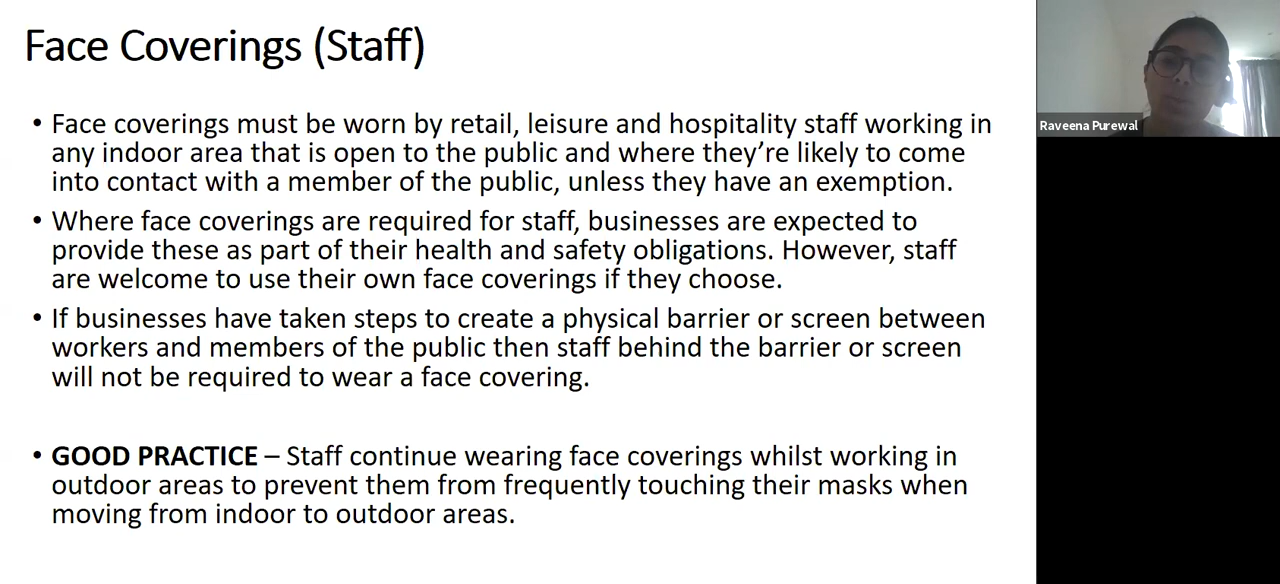 Face Coverings (Staff)
• Face coverings must be worn by retail, leisure and hospitality staff working in
any indoor area that is open to the public and where they’re likely to come
into contact with a member of the public, unless they have an exemption.
• Where face coverings are required for staff, businesses are expected to
provide these as part of their health and safety obligations. However, staff
are welcome to use their own face coverings if they choose.
• If businesses have taken steps to create a physical barrier or screen between
workers and members of the public then staff behind the barrier or screen
will not be required to wear a face covering.
• GOOD PRACTICE – Staff continue wearing face coverings whilst working in
outdoor areas to prevent them from frequently touching their masks when
moving from indoor to outdoor areas.
Raveena Purewal